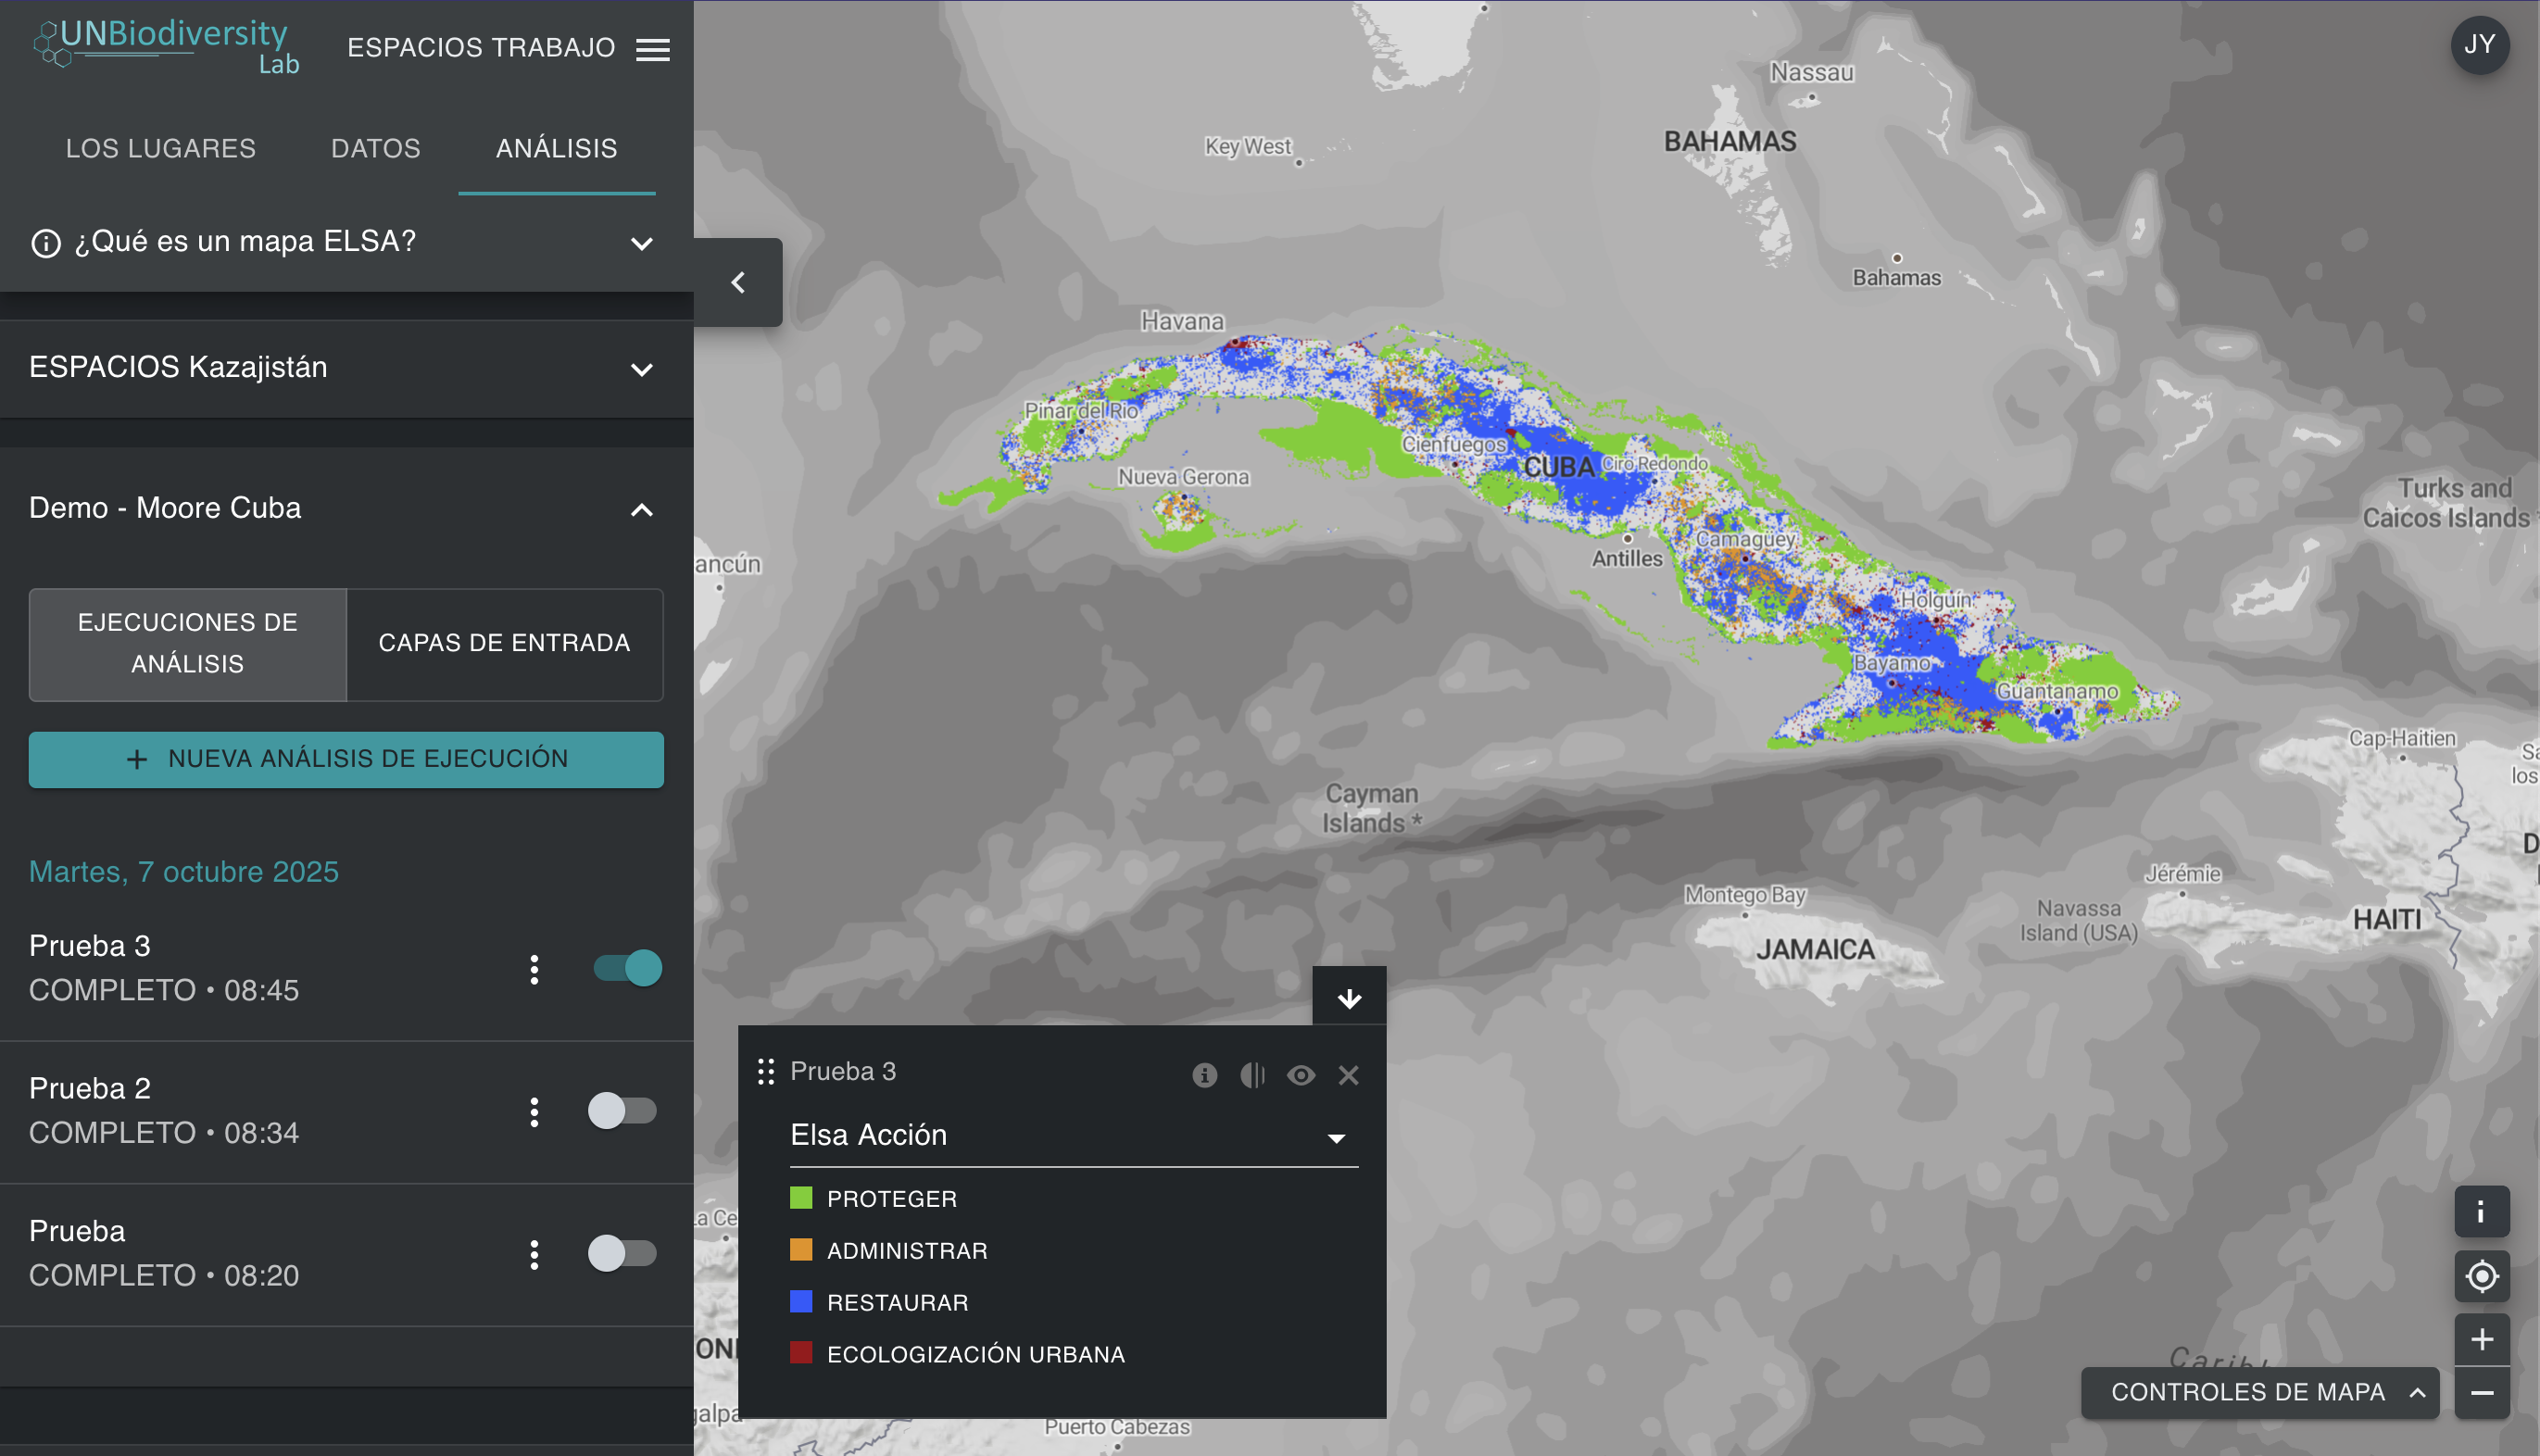 UNBiodiversity
Lab
ESPACIOS TRABAJO
JY
LOS LUGARES
DATOS
ANÁLISIS
¿Qué es un mapa ELSA?
ESPACIOS Kazajistán
Demo - Moore Cuba
EJECUCIONES DE
ANÁLISIS
CAPAS DE ENTRADA
+ NUEVA ANÁLISIS DE EJECUCIÓN
Martes, 7 octubre 2025
Prueba 3
COMPLETO • 08:45
Prueba 2
COMPLETO • 08:34
Prueba
COMPLETO • 08:20
Nassau
Key West
BAHAMAS
Bahamas
Havana
Pinar del Rio
Cienfuegos
CUBA
Ciro Redondo
Nueva Gerona
Turks and
Caicos Islands
Camagüey
Antilles
ancún
Holguín
Bayamo
Guantanamo
Cap-Haitien
Sa
los
Cayman
Islands *
Jérémie
Montego Bay
Navassa
Island (USA)
HAITI
JAMAICA
D
Prueba 3
Elsa Acción
PROTEGER
ADMINISTRAR
RESTAURAR
ECOLOGIZACIÓN URBANA
La Ce
ONI
galpa
Puerto Cabezas
Carib
CONTROLES DE MAPA